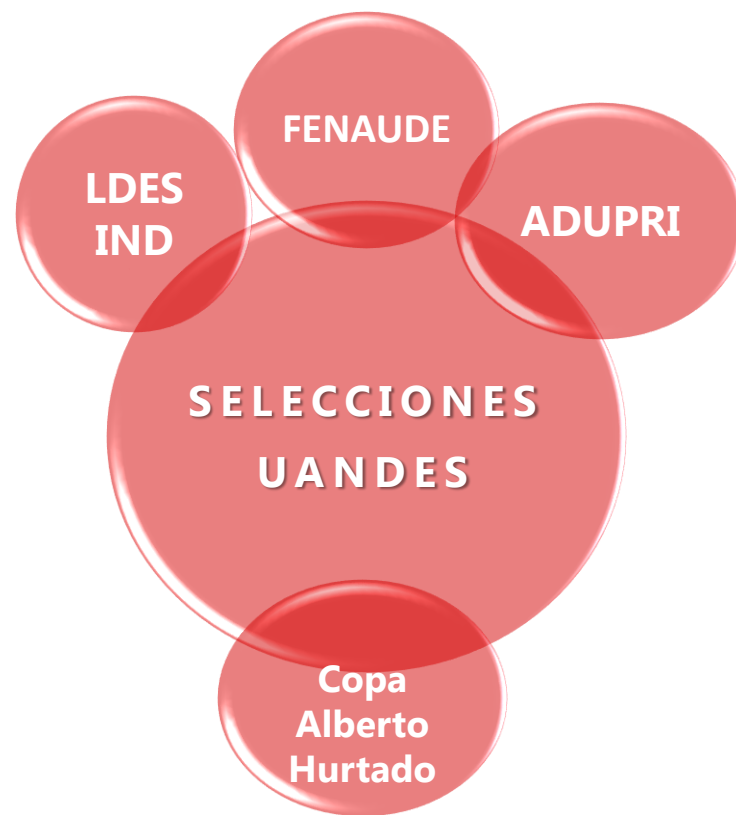 FENAUDE
LDES
IND
ADUPRI
SELECCIONES
UANDES
Copa
Alberto
Hurtado